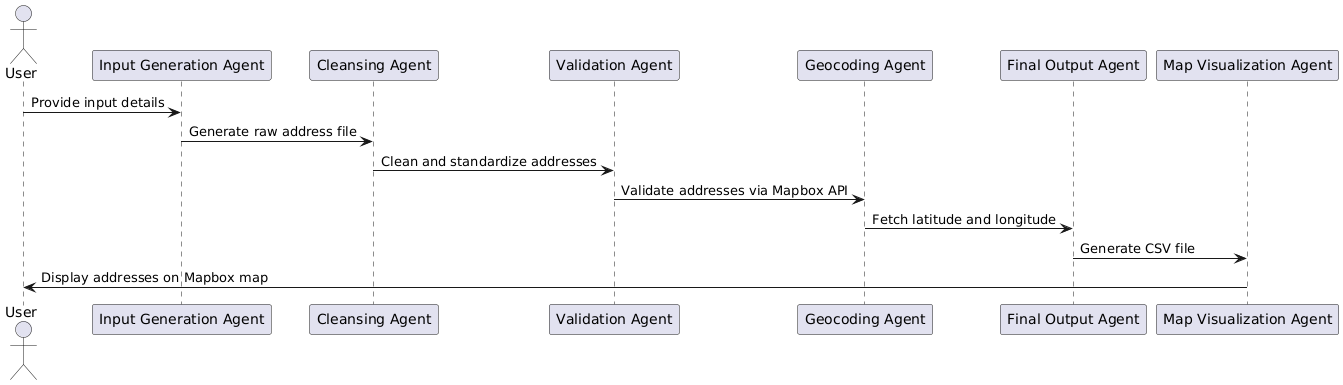 User
Input Generation Agent
Cleansing Agent
Validation Agent
Geocoding Agent
Final Output Agent
Map Visualization Agent
Provide input details
Generate raw address file
Clean and standardize addresses
Validate addresses via Mapbox API
Fetch latitude and longitude
Generate CSV file
Display addresses on Mapbox map
User
Input Generation Agent
Cleansing Agent
Validation Agent
Geocoding Agent
Final Output Agent
Map Visualization Agent